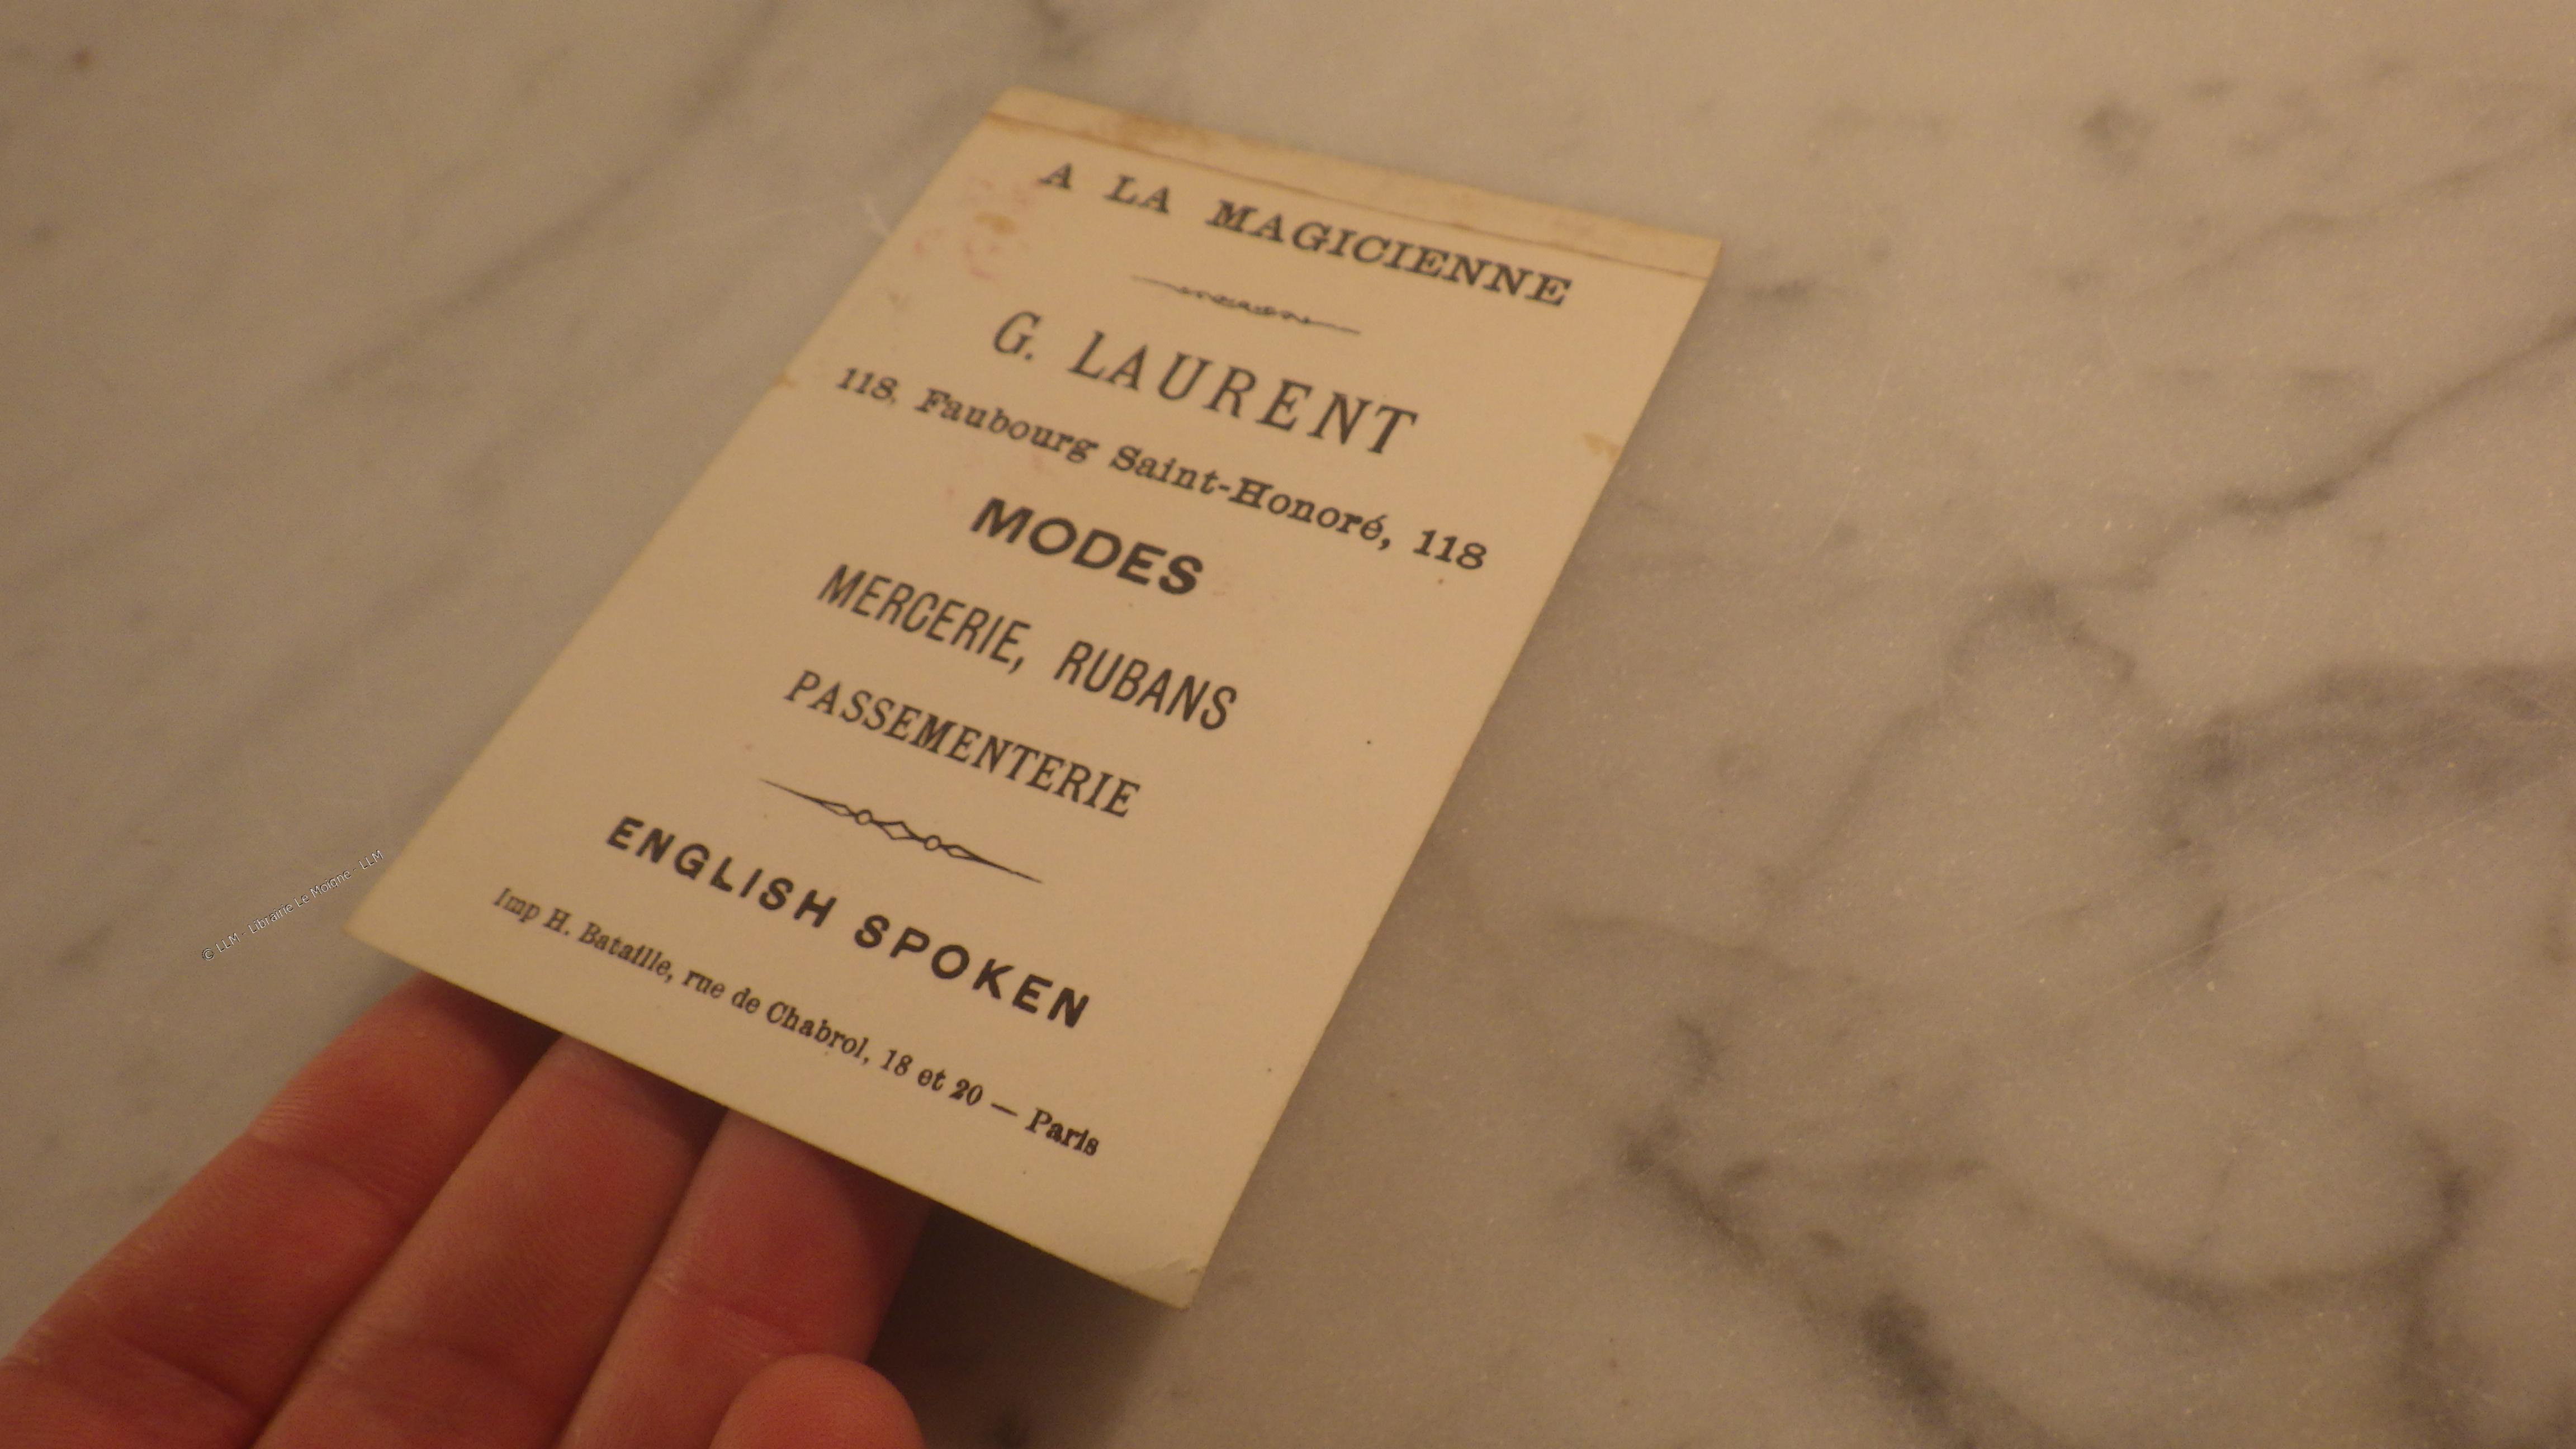 A LA MAGICIENNE
G. LAURENT
118, Faubourg Saint-Honoré, 118
MODES
MERCERIE, RUBANS
PASSEMENTERIE
ENGLISH SPOKEN
Imp H. Bataille, rue de Chabrol, 18 et 20 — Paris
© LLM - Librairie Le Moigne - LLM